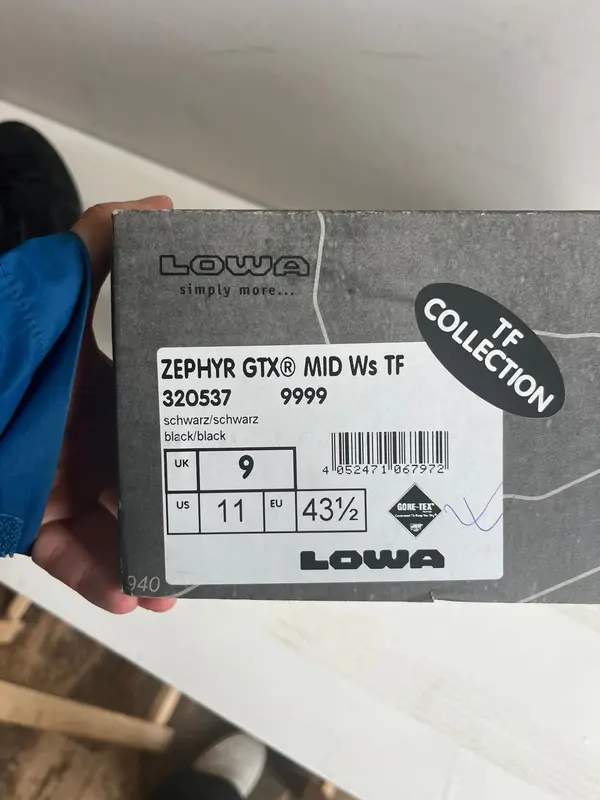 LOWA
simply more...
TF
COLLECTION
ZEPHYR GTX® MID Ws TF
320537 9999
schwarz/schwarz
black/black
UK 9
4 052471 067972
US 11 EU 43½
GORE-TEX
LOWA
940